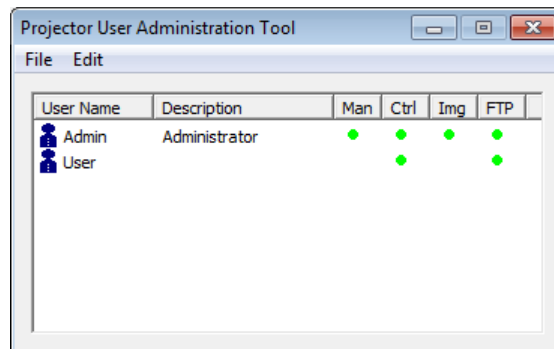 Projector User Administration Tool
File Edit
User Name Description Man Ctrl Img FTP
Admin Administrator
User